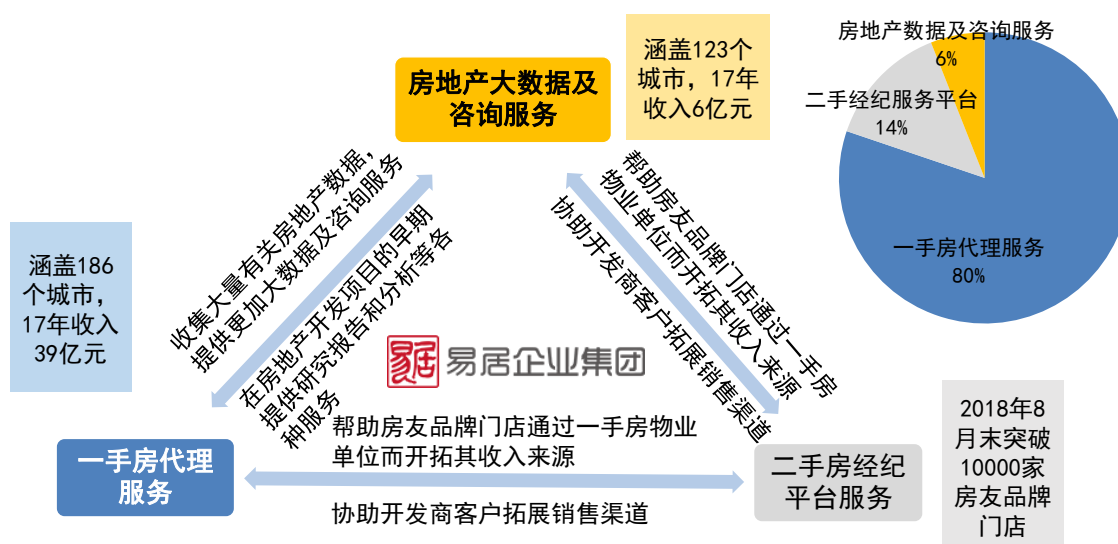 房地产大数据及
咨询服务
涵盖123个
城市，17年
收入6亿元
房地产数据及咨询服务
6%
二手经纪服务平台
14%
一手房代理服务
80%
涵盖186
个城市，
17年收入
39亿元
收集大量有关房地产数据，
提供更加大数据及咨询服务
在房地产开发项目的早期
提供研究报告和分析等各
种服务
帮助房友品牌门店通过一手房
物业单位而开拓其收入来源
协助开发商客户拓展销售渠道
易居
易居企业集团
一手房代理
服务
帮助房友品牌门店通过一手房物业
单位而开拓其收入来源
协助开发商客户拓展销售渠道
二手房经纪
平台服务
2018年8
月末突破
10000家
房友品牌
门店